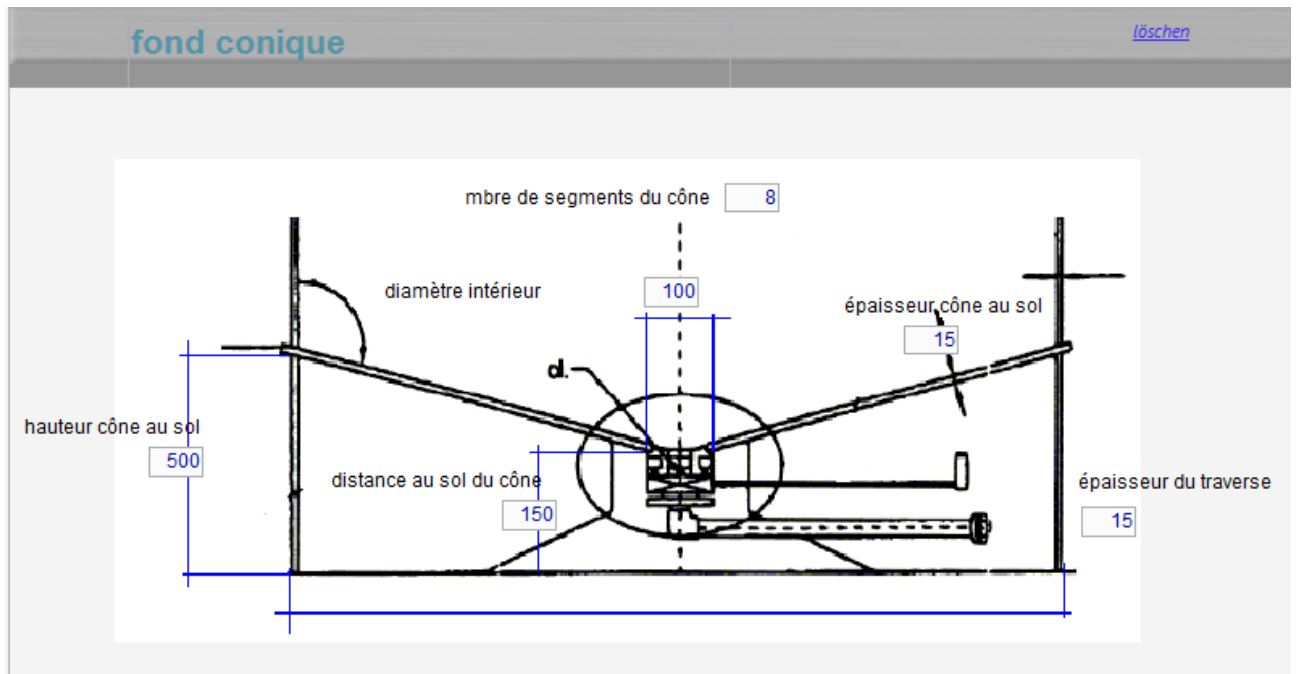 fond conique
löschen
mbre de segments du cône 8
diamètre intérieur
100
épaisseur cône au sol
15
d.
hauteur cône au sol
500
distance au sol du cône
150
épaisseur du traverse
15